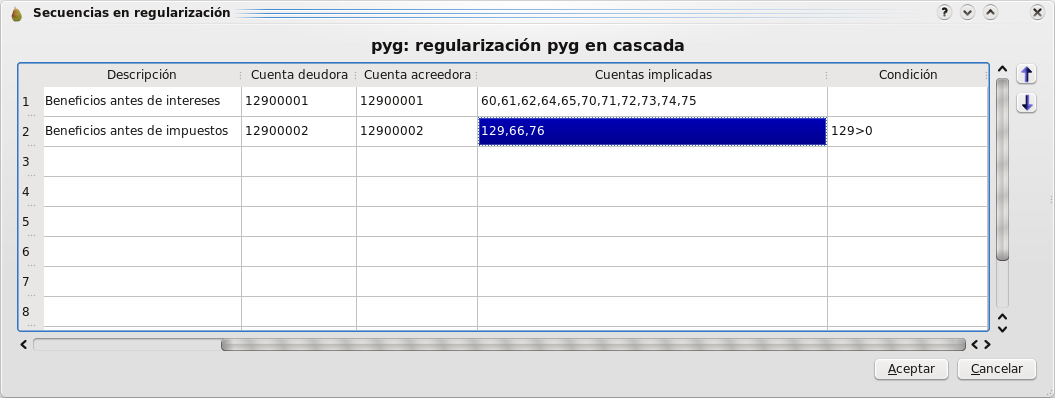 Secuencias en regularización
pyg: regularización pyg en cascada
Descripción Cuenta deudora Cuenta acreedora Cuentas implicadas Condición
1 Beneficios antes de intereses 12900001 12900001 60,61,62,64,65,70,71,72,73,74,75
2 Beneficios antes de impuestos 12900002 12900002 129,66,76 129>0
3
4
5
6
7
8
Aceptar Cancelar